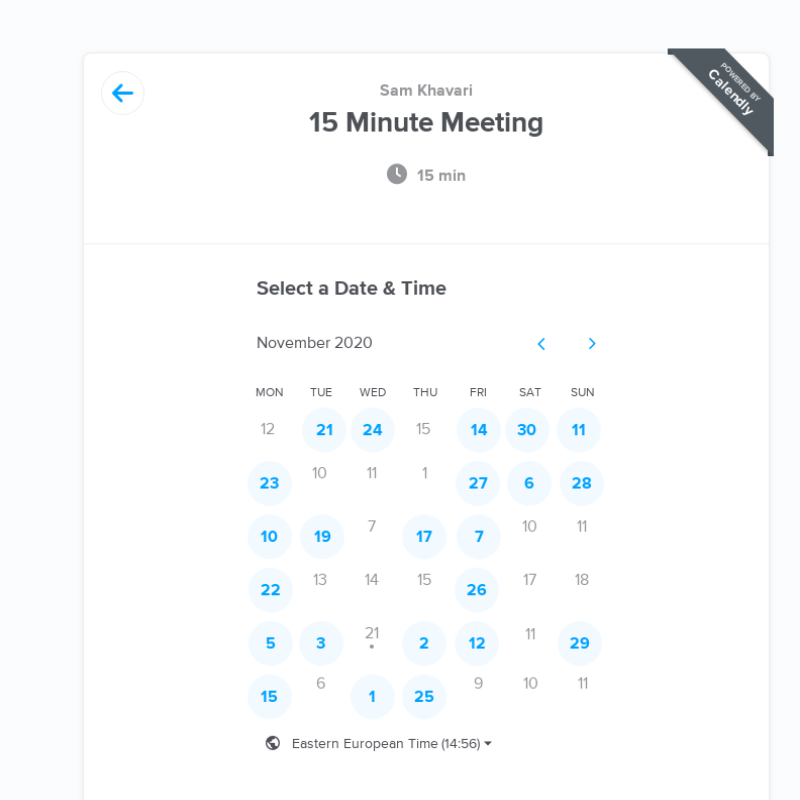 POWERED BY
Calendly
Sam Khavari
15 Minute Meeting
15 min
Select a Date & Time
November 2020
MON TUE WED THU FRI SAT SUN
12 21 24 15 14 30 11
23 10 11 1 27 6 28
10 19 7 17 7 10 11
22 13 14 15 26 17 18
5 3 21 2 12 11 29
15 6 1 25 9 10 11
Eastern European Time (14:56)